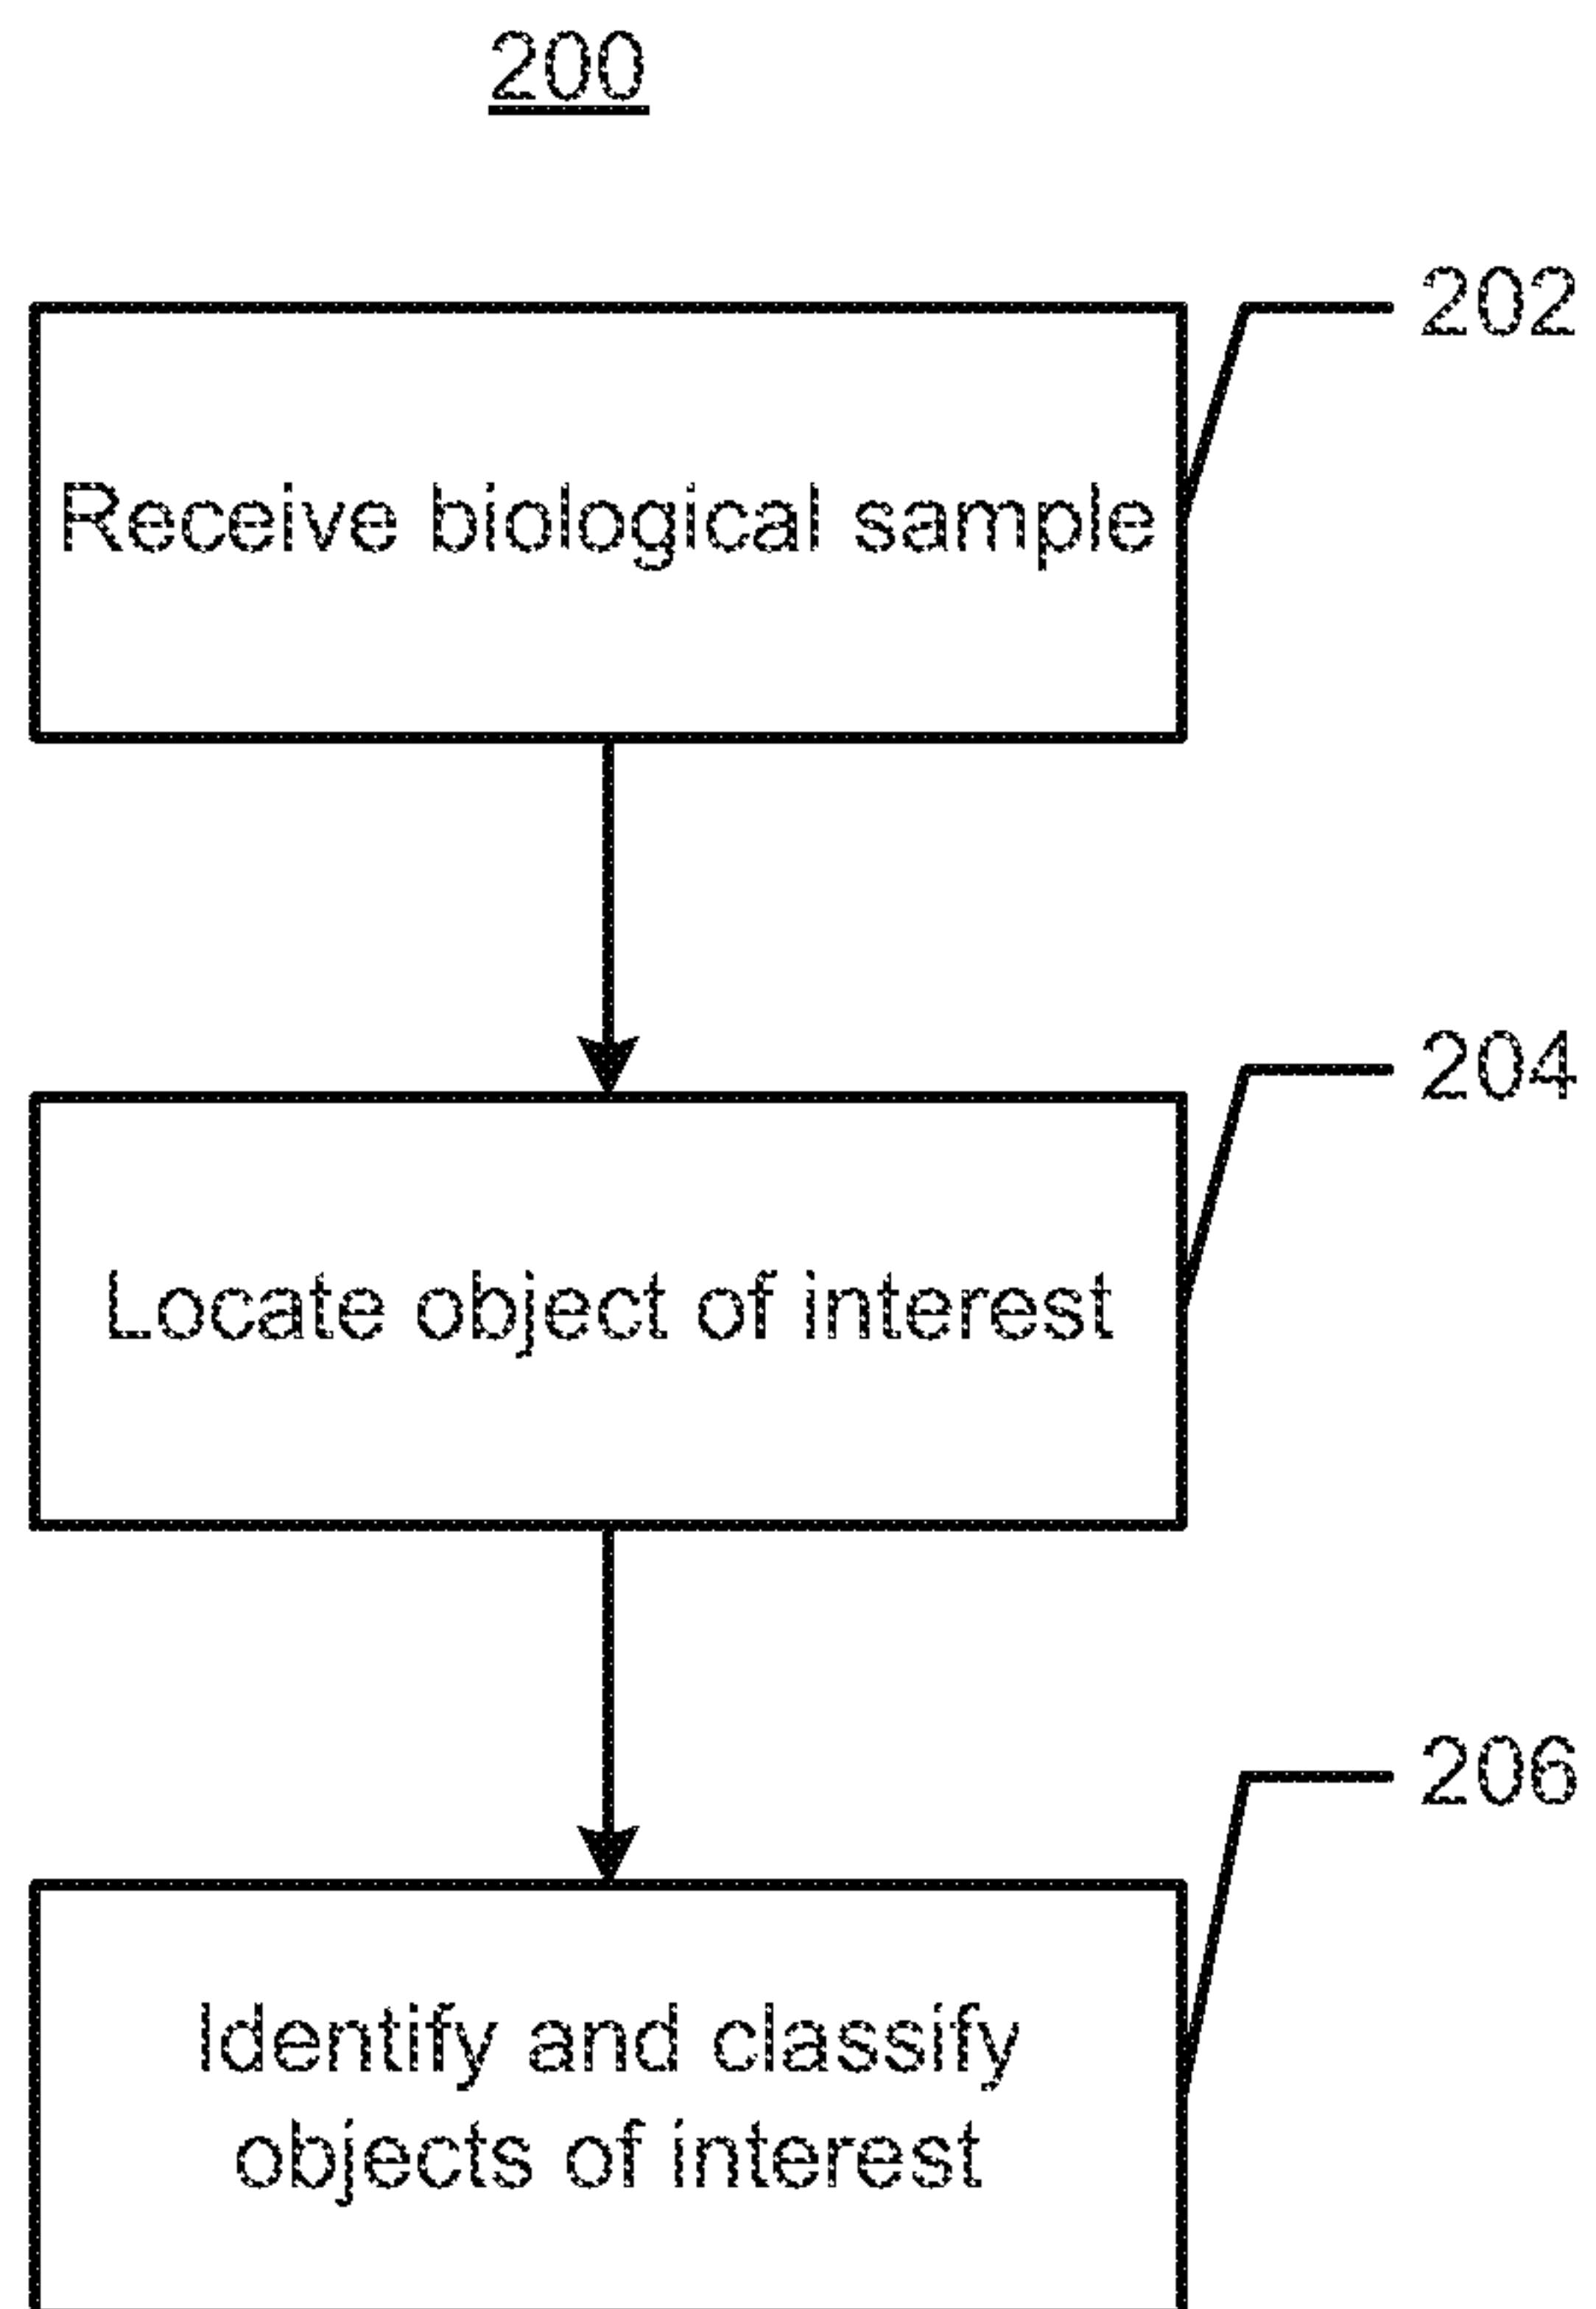 200
202
Receive biological sample
204
Locate object of interest
206
Identify and classify
objects of interest